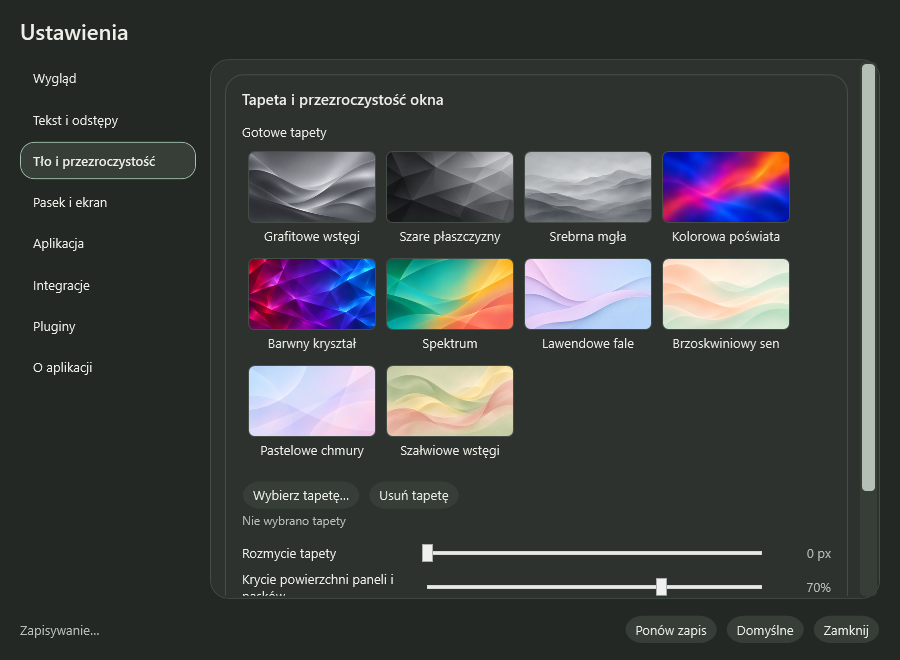 Ustawienia
Wygląd
Tekst i odstępy
Tło i przezroczystość
Pasek i ekran
Aplikacja
Integracje
Pluginy
O aplikacji
Tapeta i przezroczystość okna
Gotowe tapety
Grafitowe wstęgi
Szare płaszczyzny
Srebrna mgła
Kolorowa poświata
Barwny kryształ
Spektrum
Lawendowe fale
Brzoskwiniowy sen
Pastelowe chmury
Szałwiowe wstęgi
Wybierz tapetę...
Usuń tapetę
Nie wybrano tapety
Rozmycie tapety
0 px
Krycie powierzchni paneli i
pasków
70%
Zapisywanie...
Ponów zapis
Domyślne
Zamknij